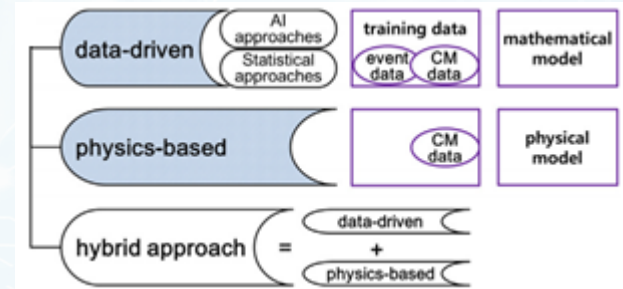 data-driven
AI
approaches
Statistical
approaches
training data
event
data
CM
data
mathematical
model
physics-based
CM
data
physical
model
hybrid approach
=
data-driven
+
physics-based